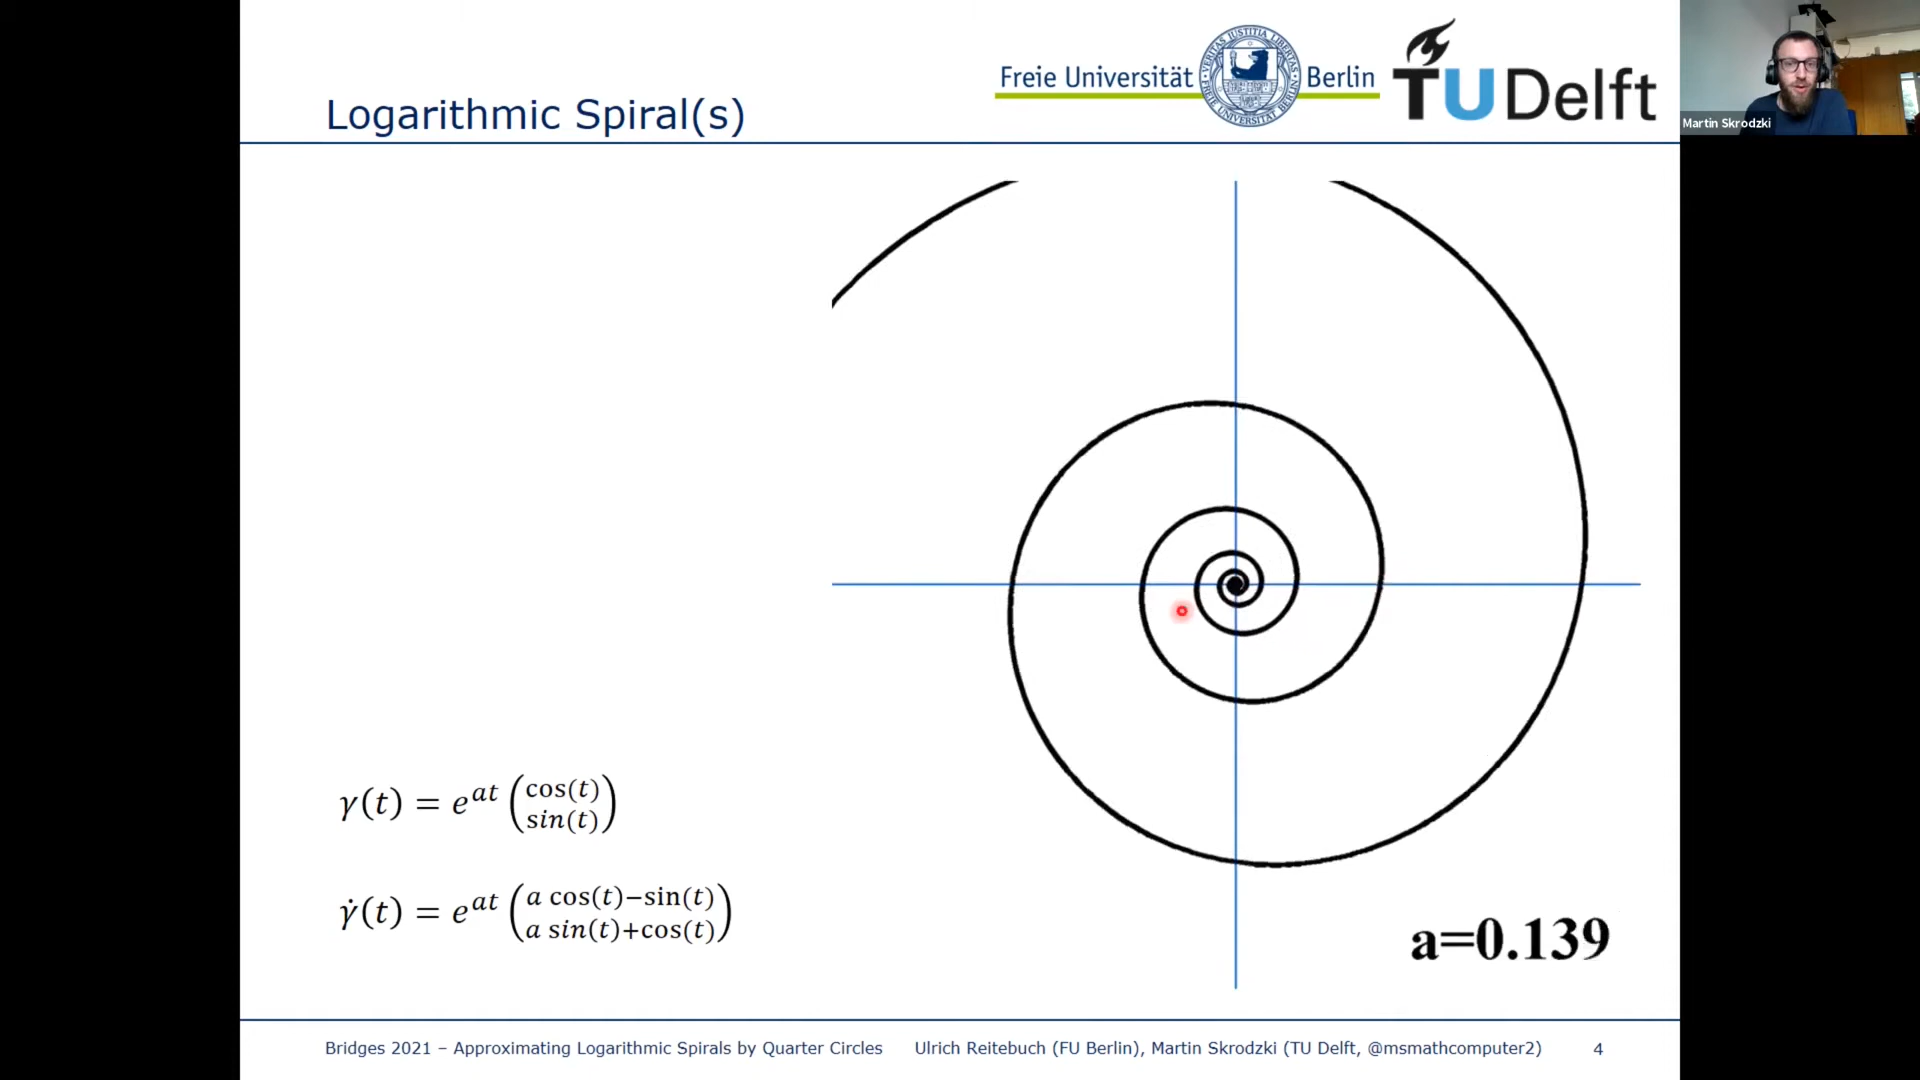 Freie Universität Berlin
TU Delft
Martin Skrodzki
Logarithmic Spiral(s)
γ(t) = e^{at} (cos(t)
sin(t))
γ̇(t) = e^{at} (a cos(t)−sin(t)
a sin(t)+cos(t))
a=0.139
Bridges 2021 – Approximating Logarithmic Spirals by Quarter Circles
Ulrich Reitebuch (FU Berlin), Martin Skrodzki (TU Delft, @msmathcomputer2)
4